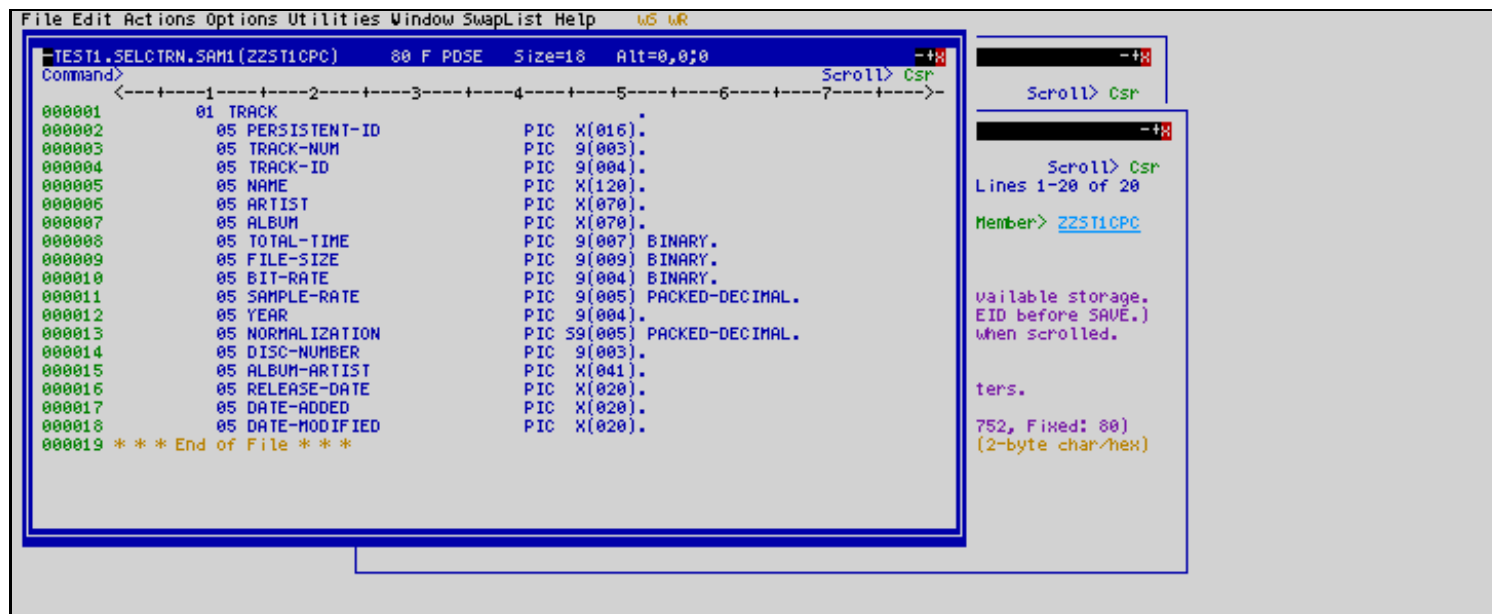 File Edit Actions Options Utilities Window SwapList Help wS wR
-TEST1.SELCTRN.SAM1(ZZST1CPC) 80 F PDSE Size=18 Alt=0,0;0 -+x
Command> Scroll> Csr
<---+----1----+----2----+----3----+----4----+----5----+----6----+----7----+---->-
000001 01 TRACK .
000002 05 PERSISTENT-ID PIC X(016).
000003 05 TRACK-NUM PIC 9(003).
000004 05 TRACK-ID PIC 9(004).
000005 05 NAME PIC X(120).
000006 05 ARTIST PIC X(070).
000007 05 ALBUM PIC X(070).
000008 05 TOTAL-TIME PIC 9(007) BINARY.
000009 05 FILE-SIZE PIC 9(009) BINARY.
000010 05 BIT-RATE PIC 9(004) BINARY.
000011 05 SAMPLE-RATE PIC 9(005) PACKED-DECIMAL.
000012 05 YEAR PIC 9(004).
000013 05 NORMALIZATION PIC S9(005) PACKED-DECIMAL.
000014 05 DISC-NUMBER PIC 9(003).
000015 05 ALBUM-ARTIST PIC X(041).
000016 05 RELEASE-DATE PIC X(020).
000017 05 DATE-ADDED PIC X(020).
000018 05 DATE-MODIFIED PIC X(020).
000019 * * * End of File * * *
-+x
Scroll> Csr
-+x
Scroll> Csr
Lines 1-20 of 20
Member> ZZST1CPC
vailable storage.
EID before SAVE.)
when scrolled.
ters.
752, Fixed: 80)
(2-byte char/hex)